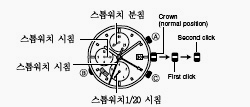 스톱워치 분침
Crown
(normal position)
Second click
스톱워치 시침
A
스톱워치 시침
B
C
First click
스톱워치1/20 시침